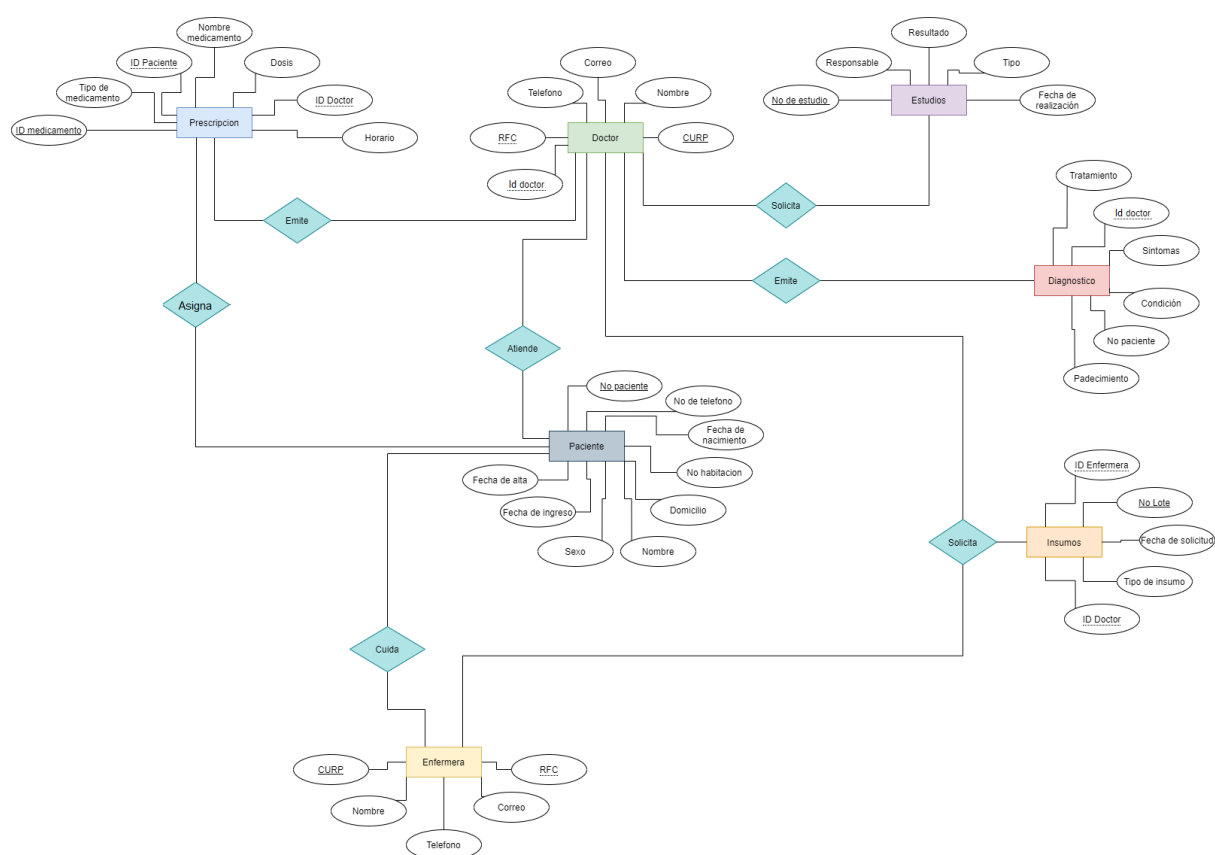 Nombre
medicamento
ID Paciente
Dosis
Tipo de
medicamento
ID Doctor
ID medicamento
Prescripcion
Horario
Correo
Telefono
Nombre
RFC
Doctor
CURP
Id doctor
Resultado
Responsable
Tipo
No de estudio
Estudios
Fecha de
realización
Emite
Solicita
Tratamiento
Id doctor
Sintomas
Emite
Diagnostico
Condición
No paciente
Padecimiento
Asigna
Atiende
No paciente
No de telefono
Fecha de
nacimiento
Paciente
No habitacion
Fecha de alta
Fecha de ingreso
Domicilio
Sexo
Nombre
ID Enfermera
No Lote
Solicita
Insumos
Fecha de solicitud
Tipo de insumo
ID Doctor
Cuida
CURP
Enfermera
RFC
Nombre
Correo
Telefono